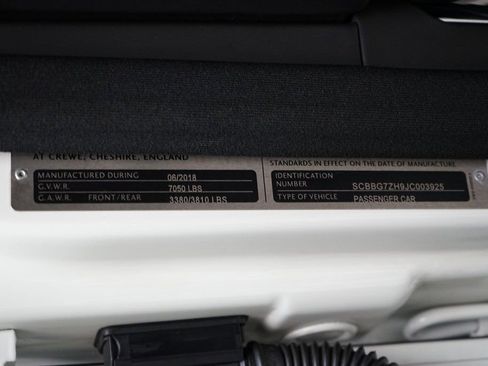 AT CREWE, CHESHIRE, ENGLAND
MANUFACTURED DURING 06/2018
G.V.W.R. 7050 LBS
G.A.W.R. FRONT/REAR 3380/3810 LBS
STANDARDS IN EFFECT ON THE DATE OF MANUFACTURE.
IDENTIFICATION
NUMBER SCBBG7ZH9JC003925
TYPE OF VEHICLE PASSENGER CAR